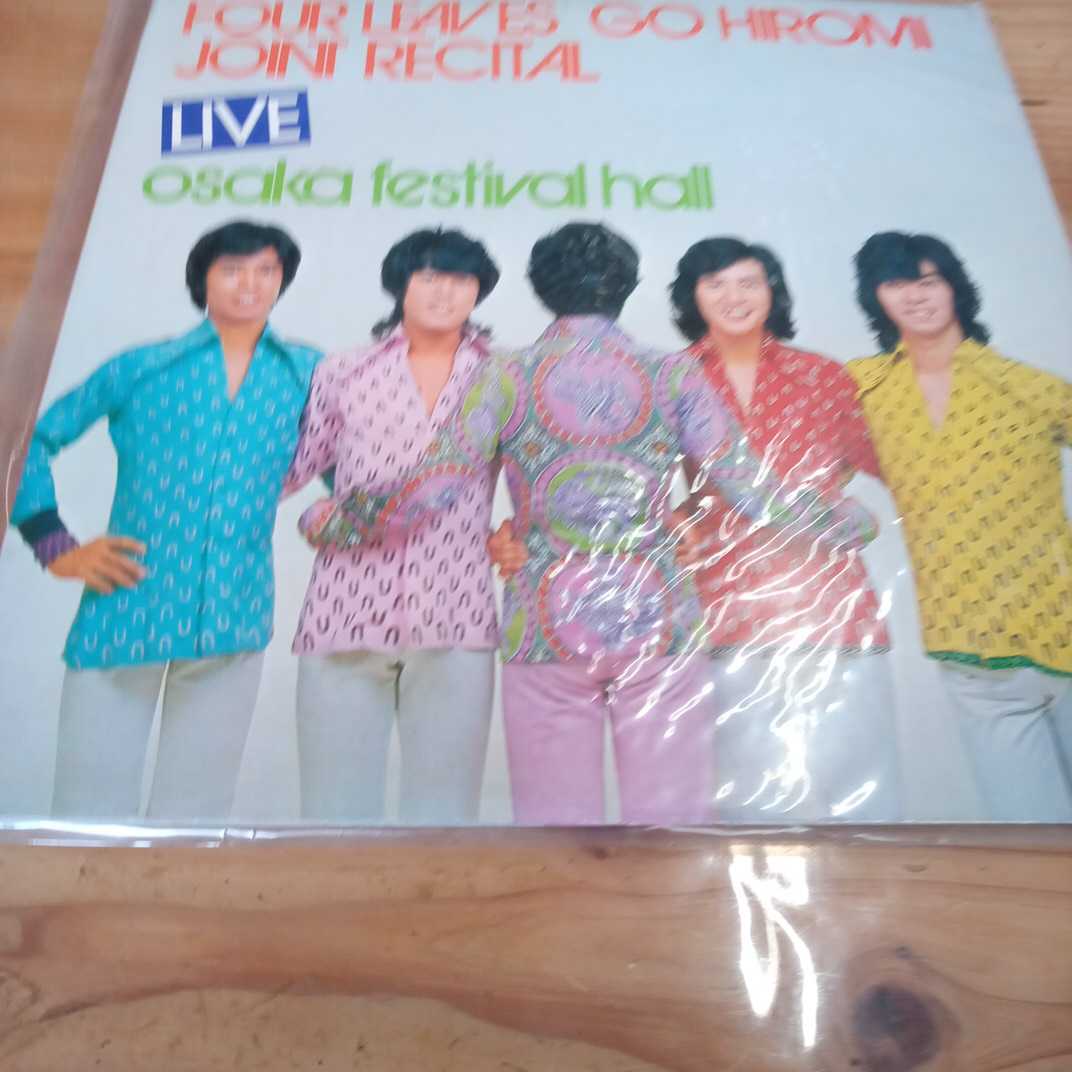 FOUR LEAVES GO HIROMI
JOINT RECITAL
LIVE
osaka festival hall